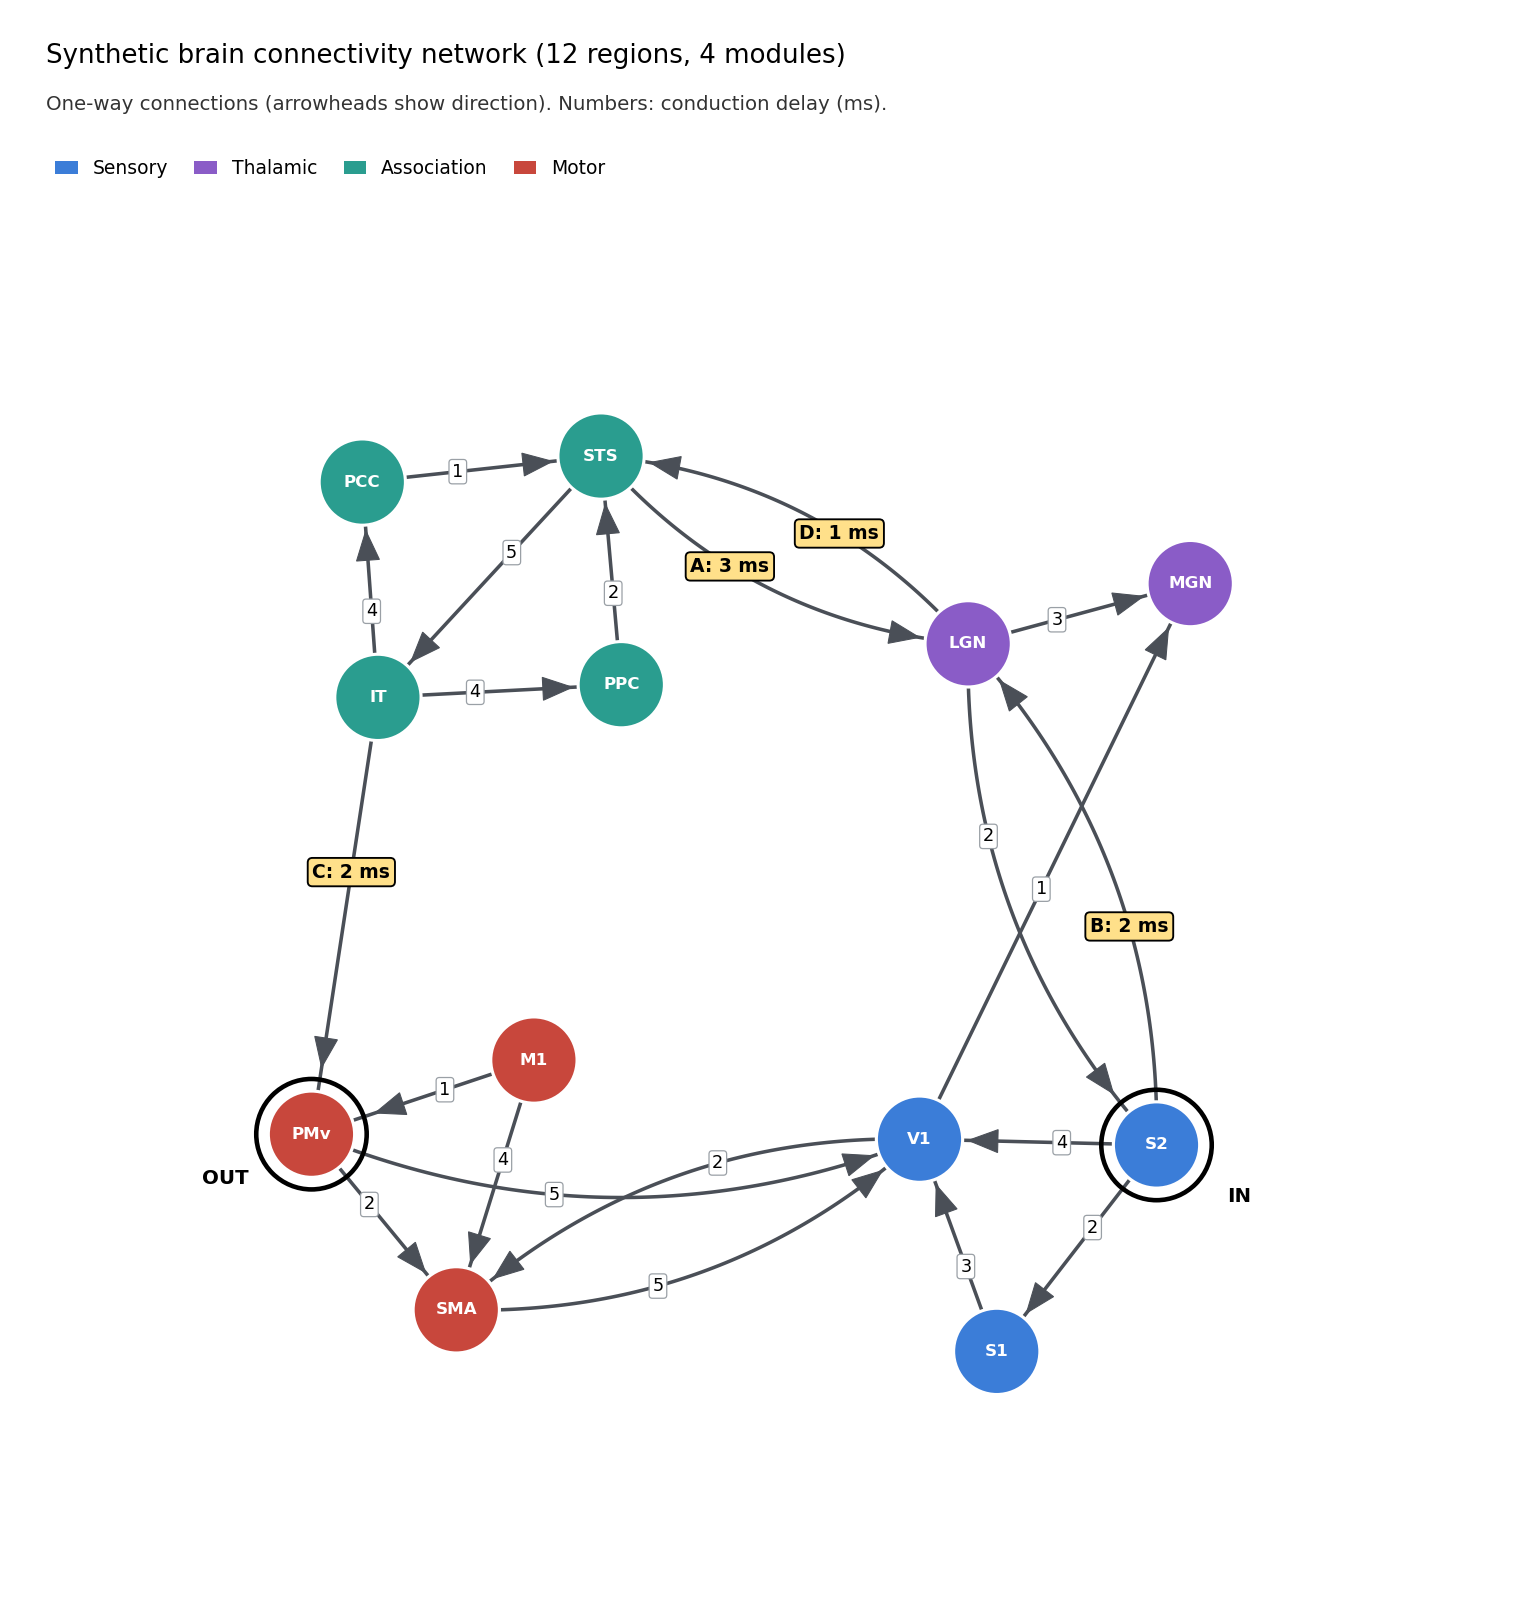 Synthetic brain connectivity network (12 regions, 4 modules)
One-way connections (arrowheads show direction). Numbers: conduction delay (ms).
Sensory Thalamic Association Motor
STS
PCC
1
D: 1 ms
5
A: 3 ms
MGN
2
4
3
LGN
PPC
4
IT
2
C: 2 ms
1
B: 2 ms
M1
1
PMv
V1
4
S2
4
2
OUT
5
IN
2
2
3
5
SMA
S1